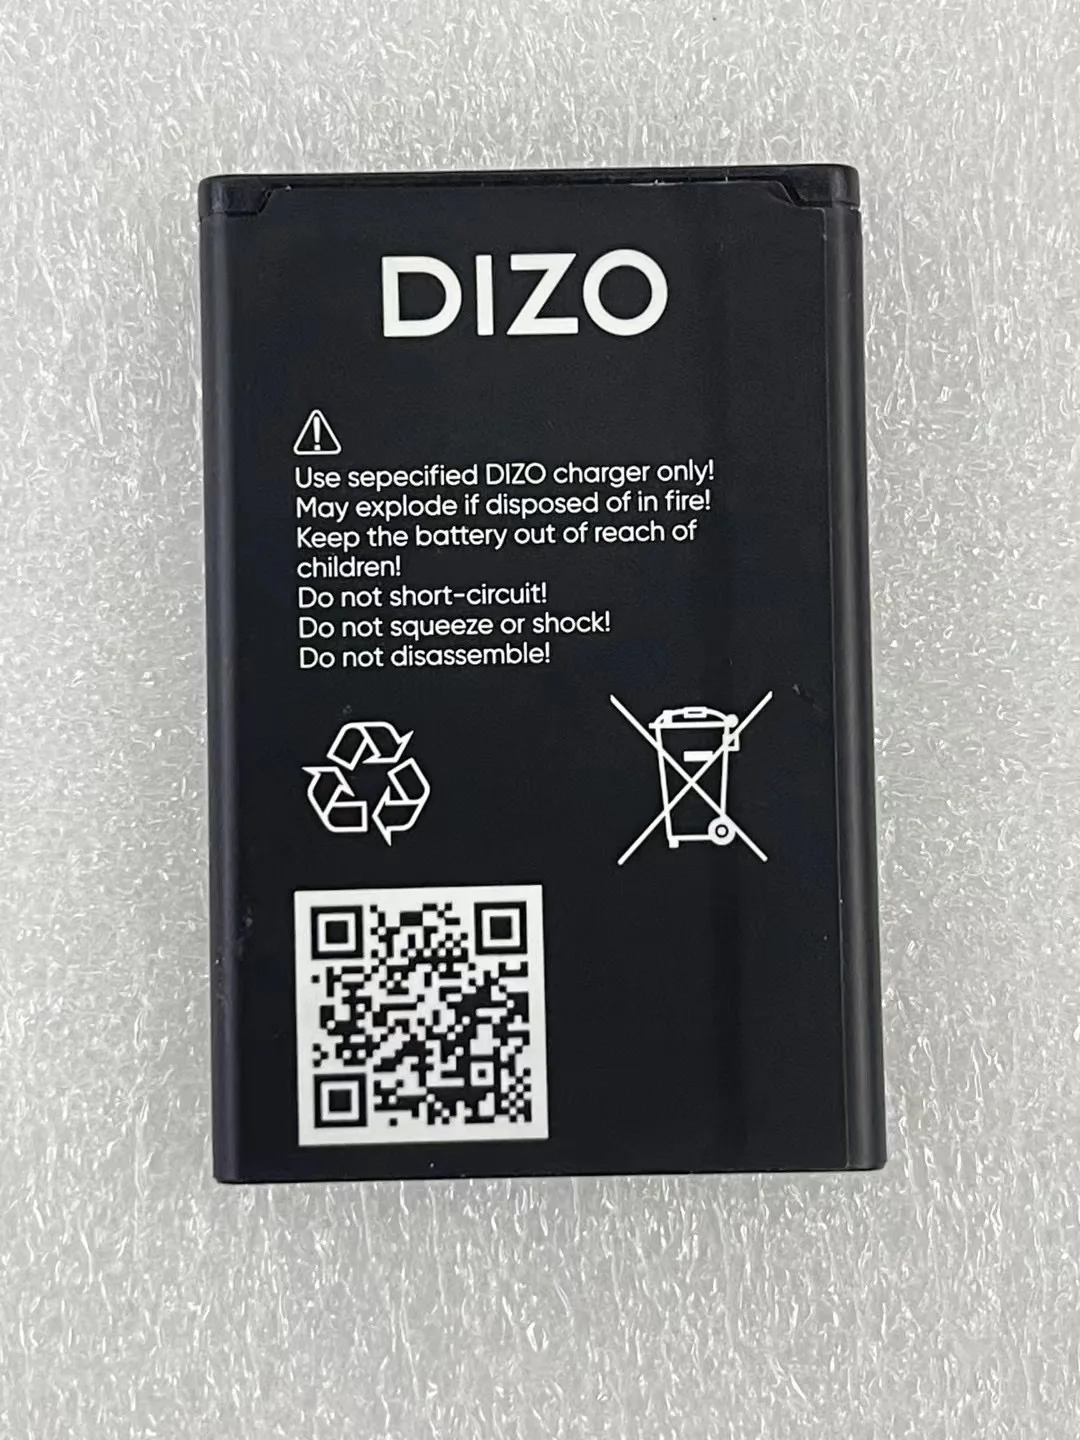 DIZO
Use sepecified DIZO charger only!
May explode if disposed of in fire!
Keep the battery out of reach of
children!
Do not short-circuit!
Do not squeeze or shock!
Do not disassemble!